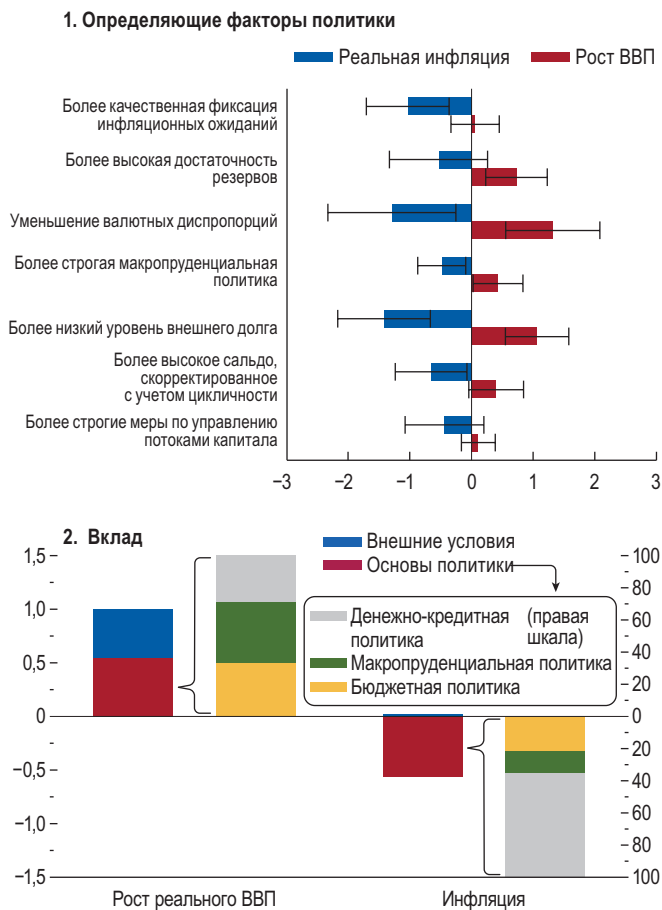 1. Определяющие факторы политики
Реальная инфляция
Рост ВВП
Более качественная фиксация
инфляционных ожиданий
Более высокая достаточность
резервов
Уменьшение валютных диспропорций
Более строгая макропруденциальная
политика
Более низкий уровень внешнего долга
Более высокое сальдо,
скорректированное
с учетом цикличности
Более строгие меры по управлению
потоками капитала
−3 −2 −1 0 1 2 3
2. Вклад
Внешние условия
Основы политики
Денежно-кредитная (правая
политика шкала)
Макропруденциальная политика
Бюджетная политика
1,5
1,0
0,5
0
−0,5
−1,0
−1,5
100
80
60
40
20
0
20
40
60
80
100
Рост реального ВВП
Инфляция